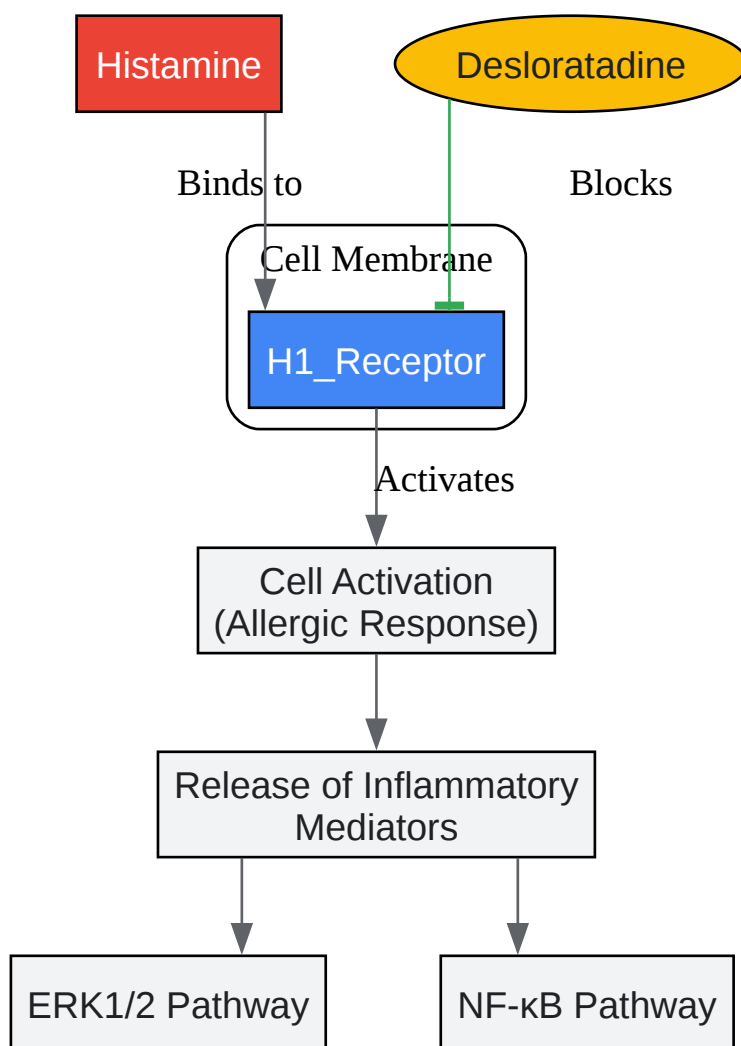 Histamine
Desloratadine
Binds to
Blocks
Cell Membrane
H1_Receptor
Activates
Cell Activation
(Allergic Response)
Release of Inflammatory
Mediators
ERK1/2 Pathway
NF-κB Pathway